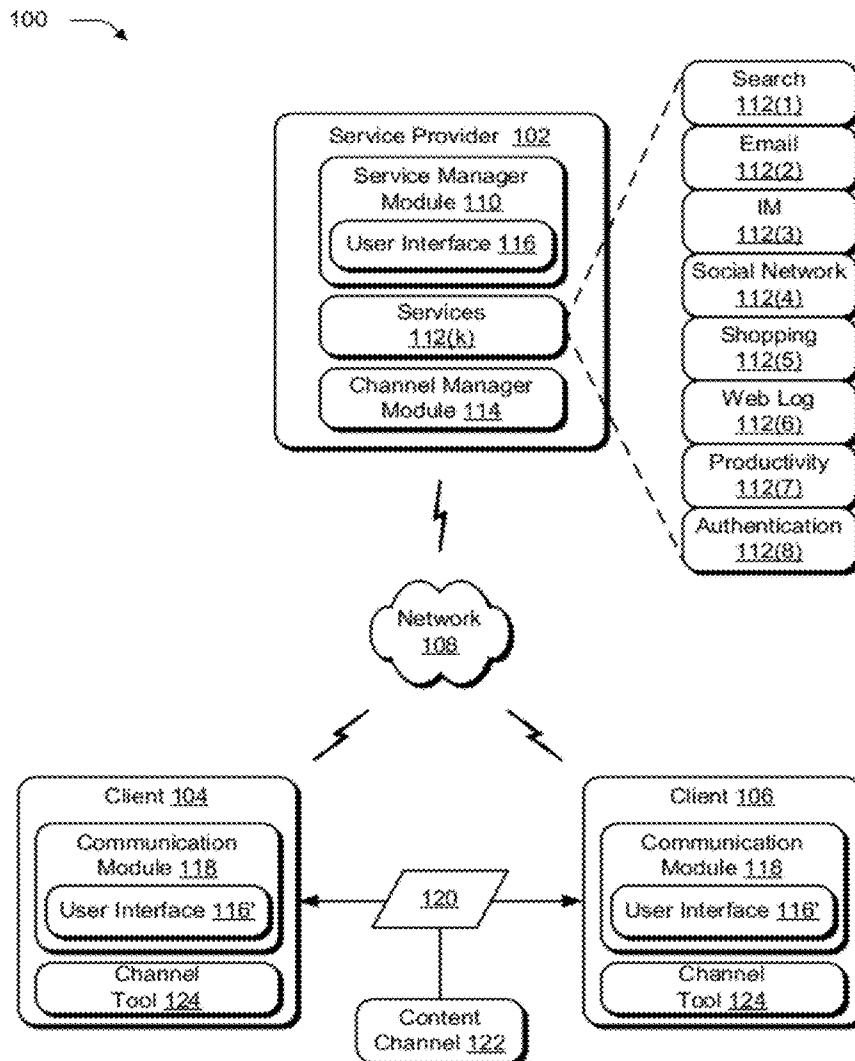 100
Service Provider 102
Service Manager
Module 110
User Interface 116
Services
112(k)
Channel Manager
Module 114
Search
112(1)
Email
112(2)
IM
112(3)
Social Network
112(4)
Shopping
112(5)
Web Log
112(6)
Productivity
112(7)
Authentication
112(8)
Network
108
Client 104
Communication
Module 118
User Interface 116'
Channel
Tool 124
120
Content
Channel 122
Client 106
Communication
Module 118
User Interface 116'
Channel
Tool 124